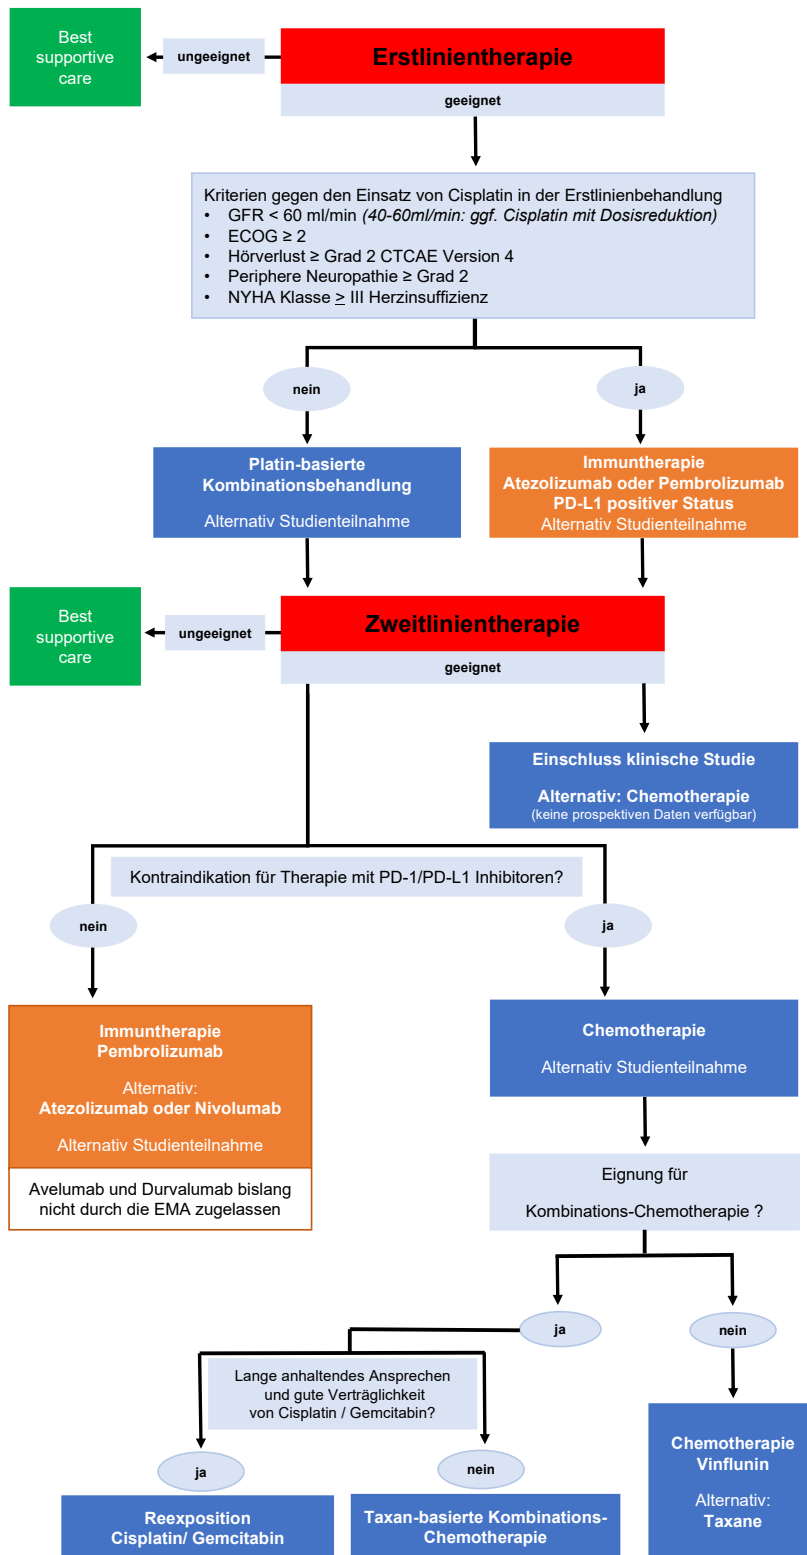 Best
supportive
care
ungeeignet
Erstlinientherapie
geeignet
Kriterien gegen den Einsatz von Cisplatin in der Erstlinienbehandlung
• GFR < 60 ml/min (40-60ml/min: ggf. Cisplatin mit Dosisreduktion)
• ECOG ≥ 2
• Hörverlust ≥ Grad 2 CTCAE Version 4
• Periphere Neuropathie ≥ Grad 2
• NYHA Klasse ≥ III Herzinsuffizienz
nein
ja
Platin-basierte
Kombinationsbehandlung
Alternativ Studienteilnahme
Immuntherapie
Atezolizumab oder Pembrolizumab
PD-L1 positiver Status
Alternativ Studienteilnahme
Best
supportive
care
ungeeignet
Zweitlinientherapie
geeignet
Einschluss klinische Studie
Alternativ: Chemotherapie
(keine prospektiven Daten verfügbar)
Kontraindikation für Therapie mit PD-1/PD-L1 Inhibitoren?
nein
ja
Immuntherapie
Pembrolizumab
Alternativ:
Atezolizumab oder Nivolumab
Alternativ Studienteilnahme
Avelumab und Durvalumab bislang
nicht durch die EMA zugelassen
Chemotherapie
Alternativ Studienteilnahme
Eignung für
Kombinations-Chemotherapie ?
ja
nein
Lange anhaltendes Ansprechen
und gute Verträglichkeit
von Cisplatin / Gemcitabin?
ja
nein
Reexposition
Cisplatin/ Gemcitabin
Taxan-basierte Kombinations-
Chemotherapie
Chemotherapie
Vinflunin
Alternativ:
Taxane